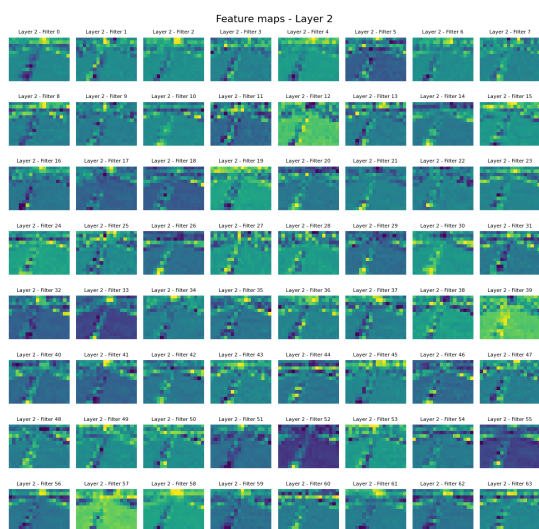 Feature maps - Layer 2
Layer 2 - Filter 0 Layer 2 - Filter 1 Layer 2 - Filter 2 Layer 2 - Filter 3 Layer 2 - Filter 4 Layer 2 - Filter 5 Layer 2 - Filter 6 Layer 2 - Filter 7
Layer 2 - Filter 8 Layer 2 - Filter 9 Layer 2 - Filter 10 Layer 2 - Filter 11 Layer 2 - Filter 12 Layer 2 - Filter 13 Layer 2 - Filter 14 Layer 2 - Filter 15
Layer 2 - Filter 16 Layer 2 - Filter 17 Layer 2 - Filter 18 Layer 2 - Filter 19 Layer 2 - Filter 20 Layer 2 - Filter 21 Layer 2 - Filter 22 Layer 2 - Filter 23
Layer 2 - Filter 24 Layer 2 - Filter 25 Layer 2 - Filter 26 Layer 2 - Filter 27 Layer 2 - Filter 28 Layer 2 - Filter 29 Layer 2 - Filter 30 Layer 2 - Filter 31
Layer 2 - Filter 32 Layer 2 - Filter 33 Layer 2 - Filter 34 Layer 2 - Filter 35 Layer 2 - Filter 36 Layer 2 - Filter 37 Layer 2 - Filter 38 Layer 2 - Filter 39
Layer 2 - Filter 40 Layer 2 - Filter 41 Layer 2 - Filter 42 Layer 2 - Filter 43 Layer 2 - Filter 44 Layer 2 - Filter 45 Layer 2 - Filter 46 Layer 2 - Filter 47
Layer 2 - Filter 48 Layer 2 - Filter 49 Layer 2 - Filter 50 Layer 2 - Filter 51 Layer 2 - Filter 52 Layer 2 - Filter 53 Layer 2 - Filter 54 Layer 2 - Filter 55
Layer 2 - Filter 56 Layer 2 - Filter 57 Layer 2 - Filter 58 Layer 2 - Filter 59 Layer 2 - Filter 60 Layer 2 - Filter 61 Layer 2 - Filter 62 Layer 2 - Filter 63